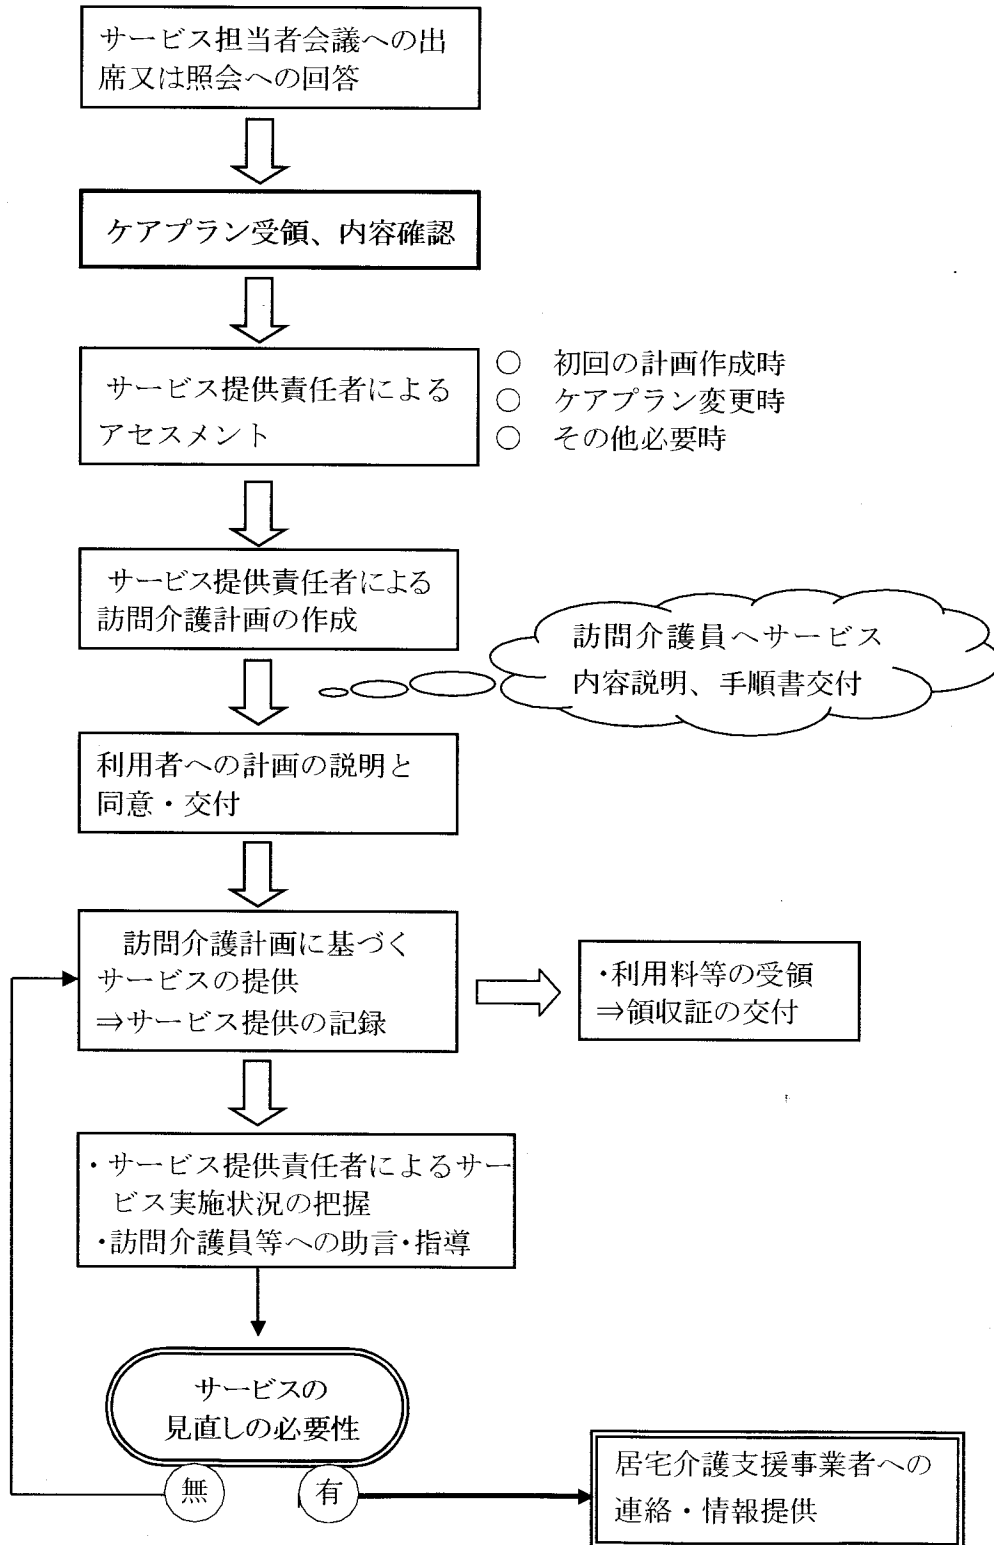 サービス担当者会議への出
席又は照会への回答
ケアプラン受領、内容確認
サービス提供責任者による
アセスメント
○ 初回の計画作成時
○ ケアプラン変更時
○ その他必要時
サービス提供責任者による
訪問介護計画の作成
訪問介護員へサービス
内容説明、手順書交付
利用者への計画の説明と
同意・交付
訪問介護計画に基づく
サービスの提供
⇒サービス提供の記録
・利用料等の受領
⇒領収証の交付
・サービス提供責任者によるサー
ビス実施状況の把握
・訪問介護員等への助言・指導
サービスの
見直しの必要性
無
有
居宅介護支援事業者への
連絡・情報提供